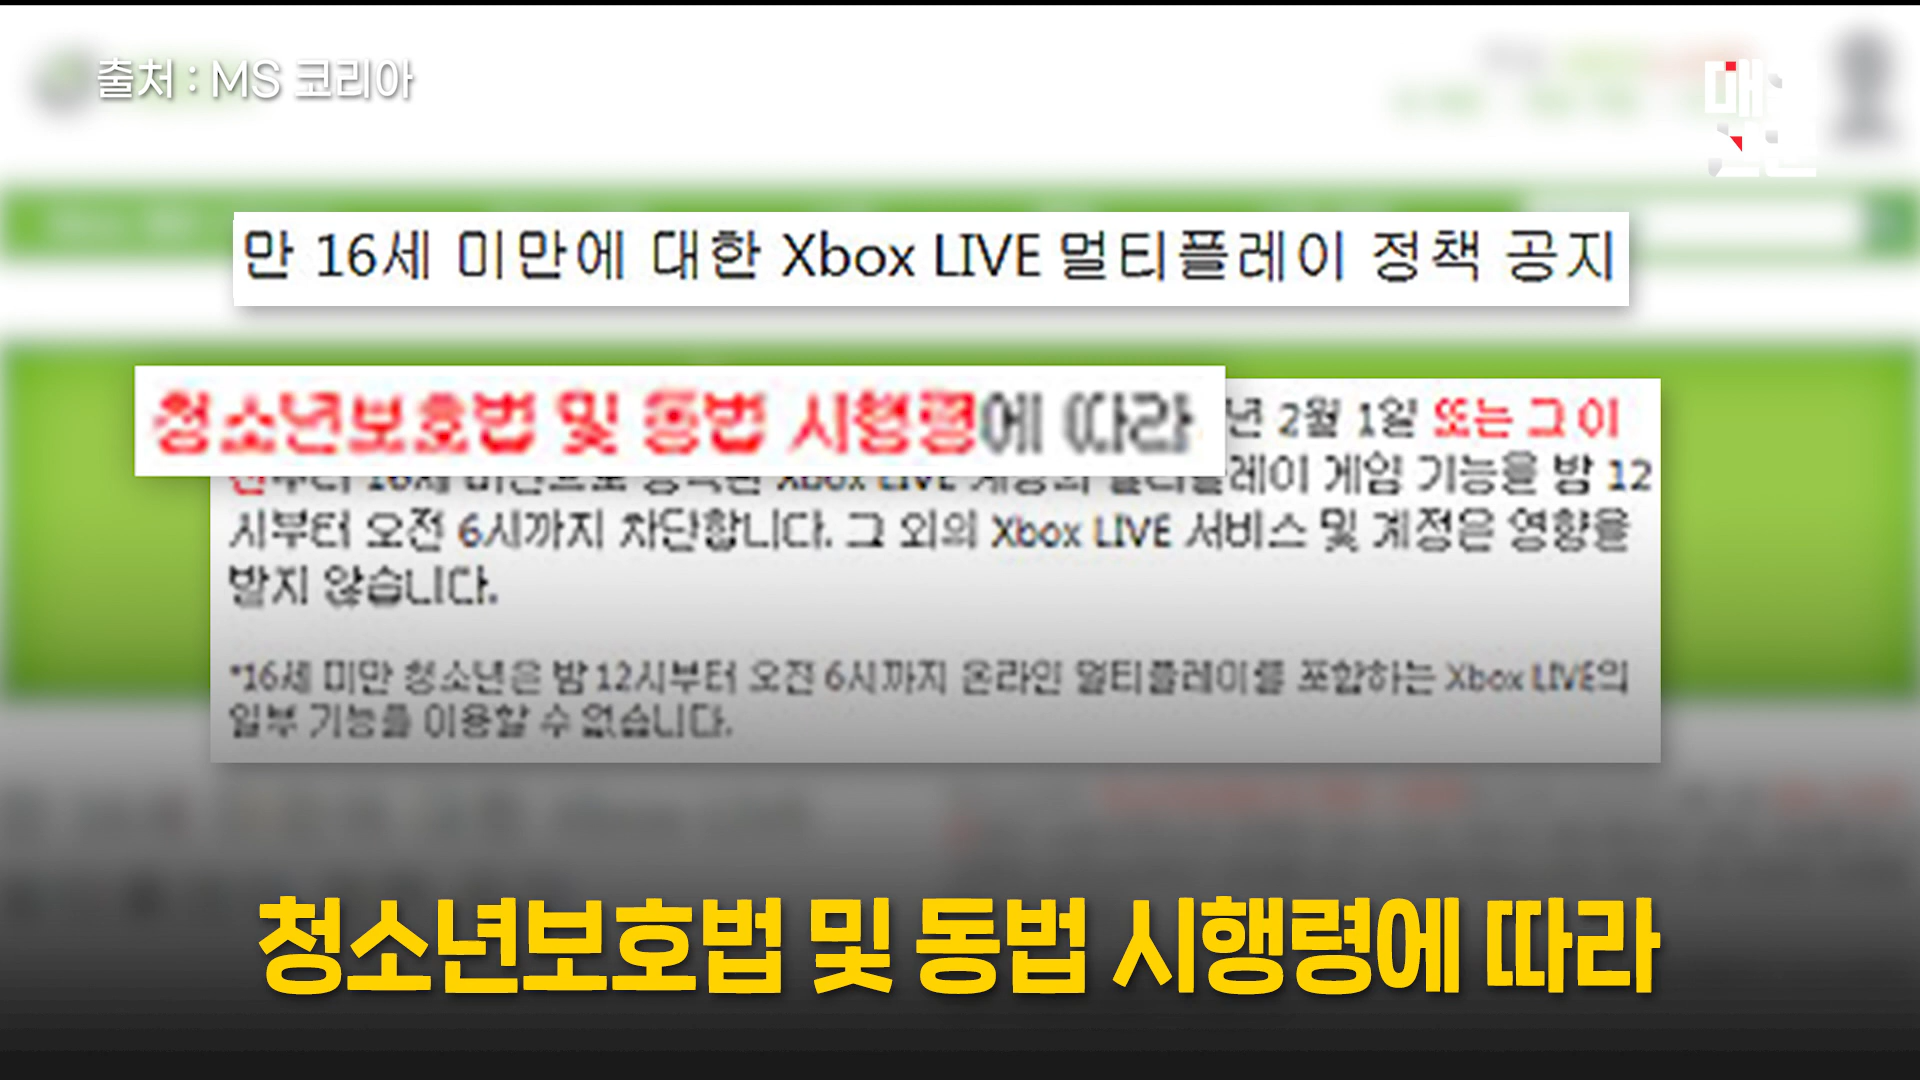 출처 : MS 코리아
만 16세 미만에 대한 Xbox LIVE 멀티플레이 정책 공지
청소년보호법 및 동법 시행령에 따라
년 2월 1일 또는 그 이
레이 게임 기능을 밤 12
시부터 오전 6시까지 차단합니다. 그 외의 Xbox LIVE 서비스 및 계정은 영향을
받지 않습니다.
*16세 미만 청소년은 밤 12시부터 오전 6시까지 온라인 멀티플레이를 포함하는 Xbox LIVE의
일부 기능을 이용할 수 없습니다.
청소년보호법 및 동법 시행령에 따라